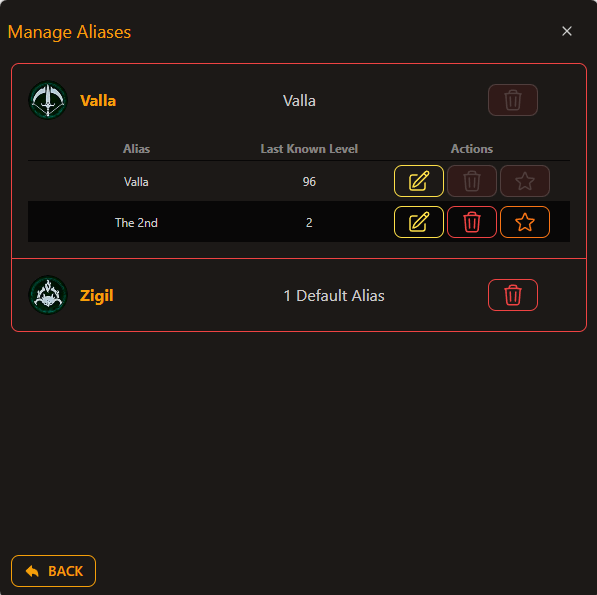 Manage Aliases
Valla Valla
Alias Last Known Level Actions
Valla 96
The 2nd 2
Zigil 1 Default Alias
BACK